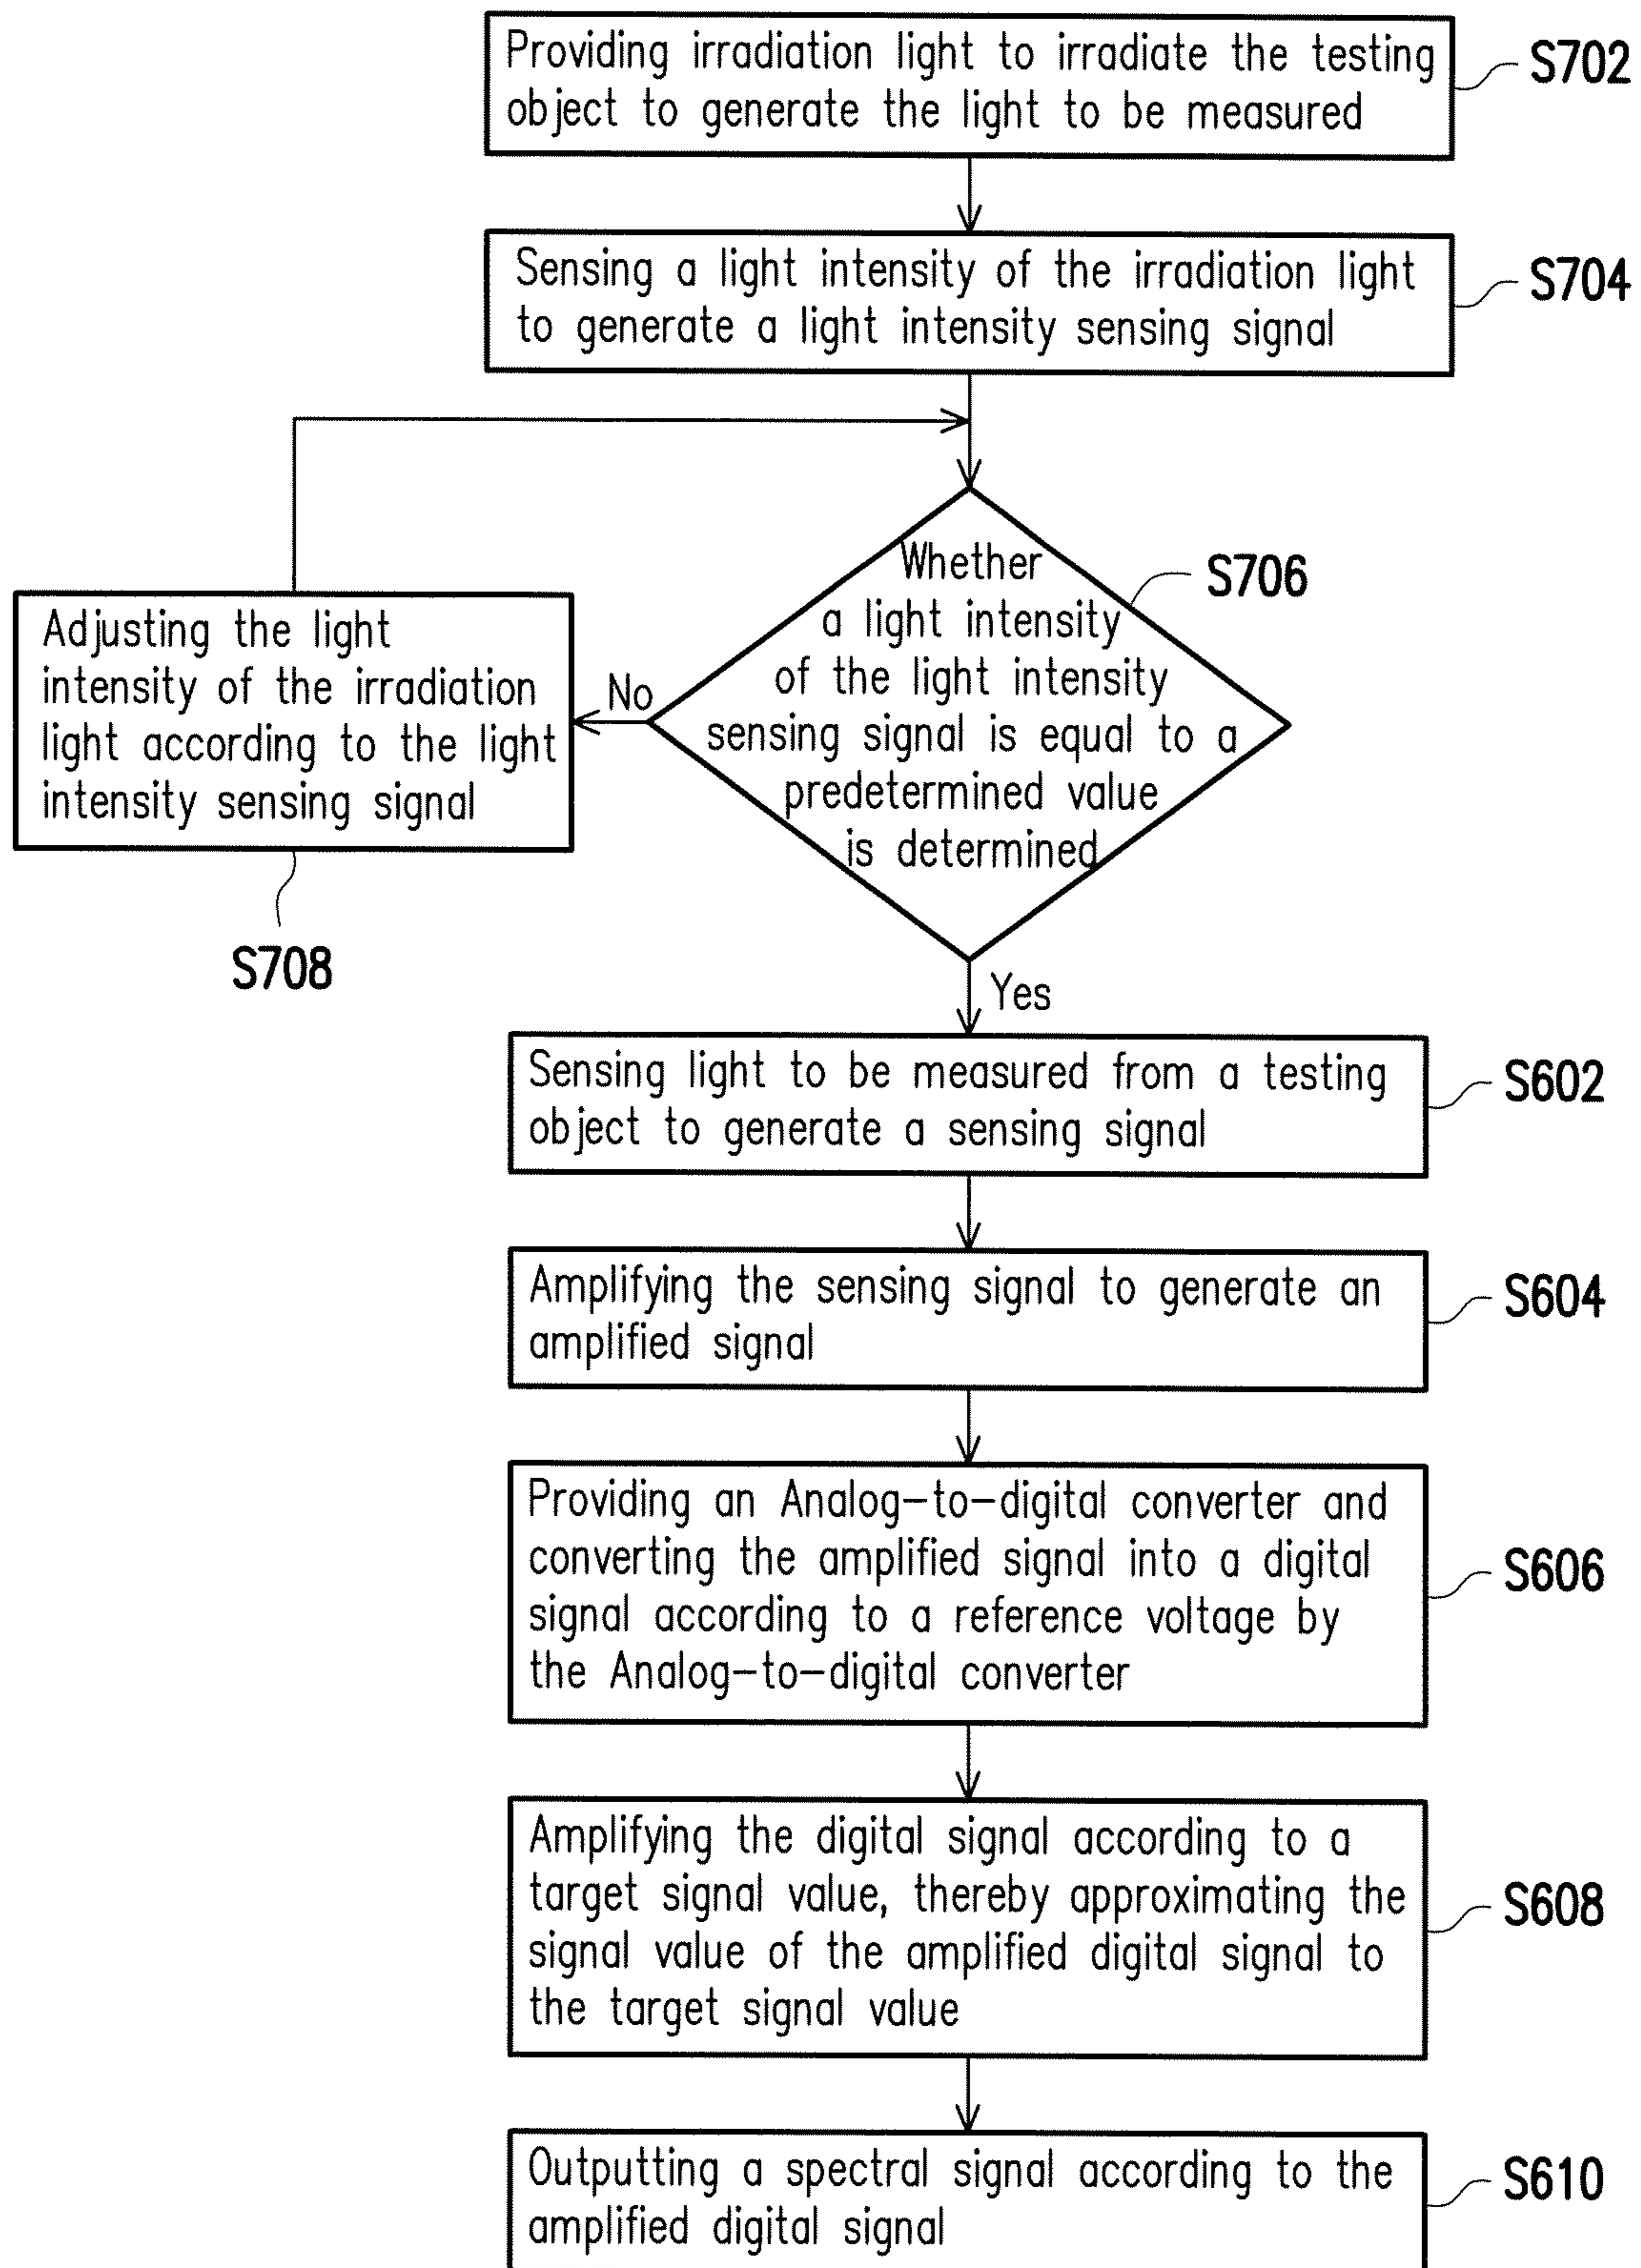 Providing irradiation light to irradiate the testing
object to generate the light to be measured
S702
Sensing a light intensity of the irradiation light
to generate a light intensity sensing signal
S704
Whether
a light intensity
of the light intensity
sensing signal is equal to a
predetermined value
is determined
S706
No
Adjusting the light
intensity of the irradiation
light according to the light
intensity sensing signal
S708
Yes
Sensing light to be measured from a testing
object to generate a sensing signal
S602
Amplifying the sensing signal to generate an
amplified signal
S604
Providing an Analog-to-digital converter and
converting the amplified signal into a digital
signal according to a reference voltage by
the Analog-to-digital converter
S606
Amplifying the digital signal according to a
target signal value, thereby approximating the
signal value of the amplified digital signal to
the target signal value
S608
Outputting a spectral signal according to the
amplified digital signal
S610